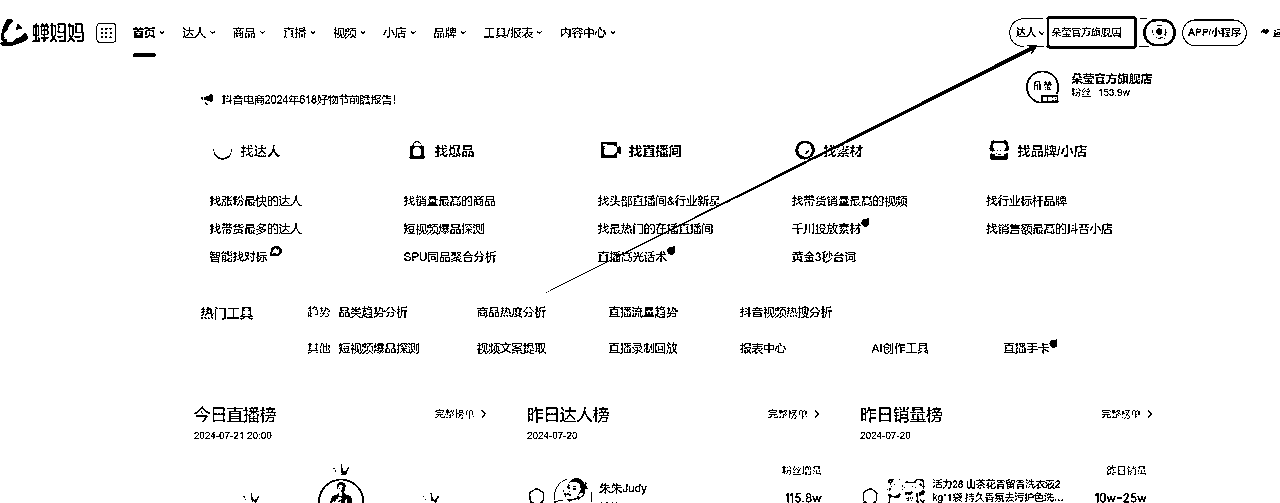 蝉妈妈 首页 达人 商品 直播 视频 小店 品牌 工具/报表 内容中心 达人 朵莹官方旗舰店 APP/小程序
朵莹官方旗舰店
粉丝 153.9w
抖音电商2024年618好物节前瞻报告!
找达人 找爆品 找直播间 找素材 找品牌/小店
找涨粉最快的达人 找销量最高的商品 找头部直播间&行业新品 找带货销量最高的视频 找行业标杆品牌
找带货最多的达人 短视频爆品探测 找最热门的在播直播间 千川投放素材 找销售额最高的抖音小店
智能找对标 SPU同品聚合分析 直播高光话术 黄金3秒台词
热门工具 趋势 品类趋势分析 商品热度分析 直播流量趋势 抖音视频热搜分析
其他 短视频爆品探测 视频文案提取 直播录制回放 报表中心 AI创作工具 直播手卡
今日直播榜 完整榜单 昨日达人榜 完整榜单 昨日销量榜 完整榜单
2024-07-21 20:00 2024-07-20 2024-07-20
粉丝增量 昨日销量
朱朱Judy 活力28 山茶花香留香洗衣液2
115.8w kg*1袋 持久香氛去污护色洗... 10w~25w